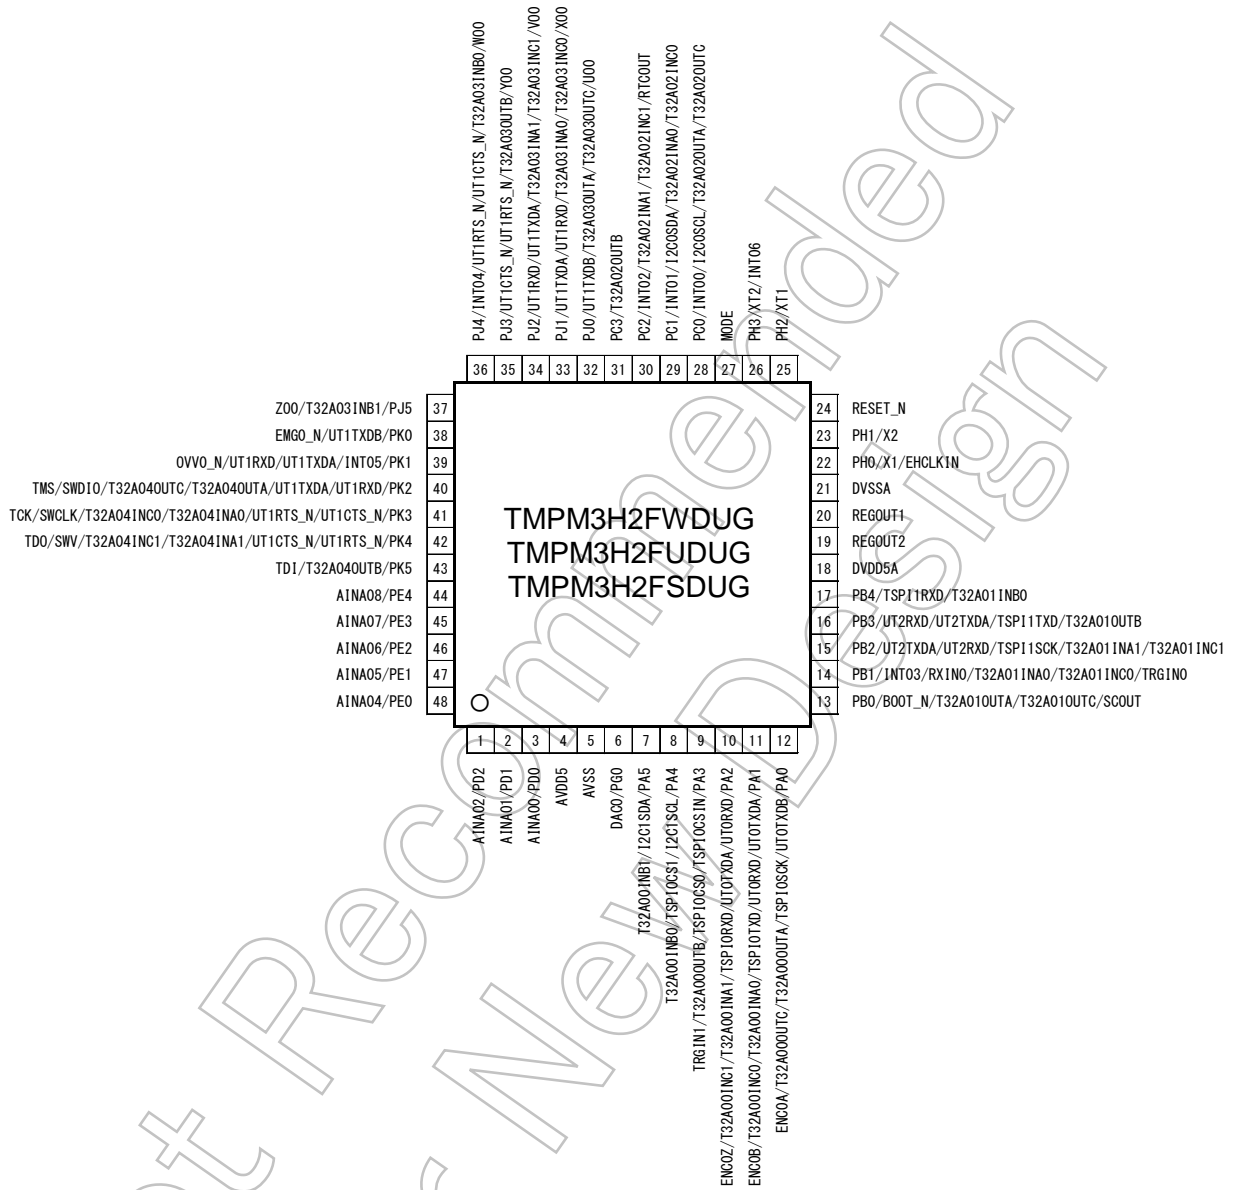 PJ4/INT04/UT1RTS_N/UT1CTS_N/T32A03INB0/WO0
PJ3/UT1CTS_N/UT1RTS_N/T32A03OUTB/YO0
PJ2/UT1RXD/UT1TXDA/T32A03INA1/T32A03INC1/VO0
PJ1/UT1TXDA/UT1RXD/T32A03INA0/T32A03INC0/XO0
PJ0/UT1TXDB/T32A03OUTA/T32A03OUTC/UO0
PC3/T32A02OUTB
PC2/INT02/T32A02INA1/T32A02INC1/RTCOUT
PC1/INT01/I2C0SDA/T32A02INA0/T32A02INC0
PC0/INT00/I2C0SCL/T32A02OUTA/T32A02OUTC
MODE
PH3/XT2/INT06
PH2/XT1
36 35 34 33 32 31 30 29 28 27 26 25
ZO0/T32A03INB1/PJ5 37
EMG0_N/UT1TXDB/PK0 38
OVV0_N/UT1RXD/UT1TXDA/INT05/PK1 39
TMS/SWDIO/T32A04OUTC/T32A04OUTA/UT1TXDA/UT1RXD/PK2 40
TCK/SWCLK/T32A04INC0/T32A04INA0/UT1RTS_N/UT1CTS_N/PK3 41
TDO/SWV/T32A04INC1/T32A04INA1/UT1CTS_N/UT1RTS_N/PK4 42
TDI/T32A04OUTB/PK5 43
AINA08/PE4 44
AINA07/PE3 45
AINA06/PE2 46
AINA05/PE1 47
AINA04/PE0 48
TMPM3H2FWDUG
TMPM3H2FUDUG
TMPM3H2FSDUG
24 RESET_N
23 PH1/X2
22 PH0/X1/EHCLKIN
21 DVSSA
20 REGOUT1
19 REGOUT2
18 DVDD5A
17 PB4/TSPI1RXD/T32A01INB0
16 PB3/UT2RXD/UT2TXDA/TSPI1TXD/T32A01OUTB
15 PB2/UT2TXDA/UT2RXD/TSPI1SCK/T32A01INA1/T32A01INC1
14 PB1/INT03/RXIN0/T32A01INA0/T32A01INC0/TRGIN0
13 PB0/BOOT_N/T32A01OUTA/T32A01OUTC/SCOUT
1 2 3 4 5 6 7 8 9 10 11 12
AINA02/PD2
AINA01/PD1
AINA00/PD0
AVDD5
AVSS
DAC0/PG0
T32A00INB1/I2C1SDA/PA5
T32A00INB0/TSPI0CS1/I2C1SCL/PA4
TRGIN1/T32A00OUTB/TSPI0CS0/TSPI0CSIN/PA3
ENC0Z/T32A00INC1/T32A00INA1/TSPI0RXD/UT0TXDA/UT0RXD/PA2
ENC0B/T32A00INC0/T32A00INA0/TSPI0TXD/UT0RXD/UT0TXDA/PA1
ENC0A/T32A00OUTC/T32A00OUTA/TSPI0SCK/UT0TXDB/PA0
Not Recommended
for New Design